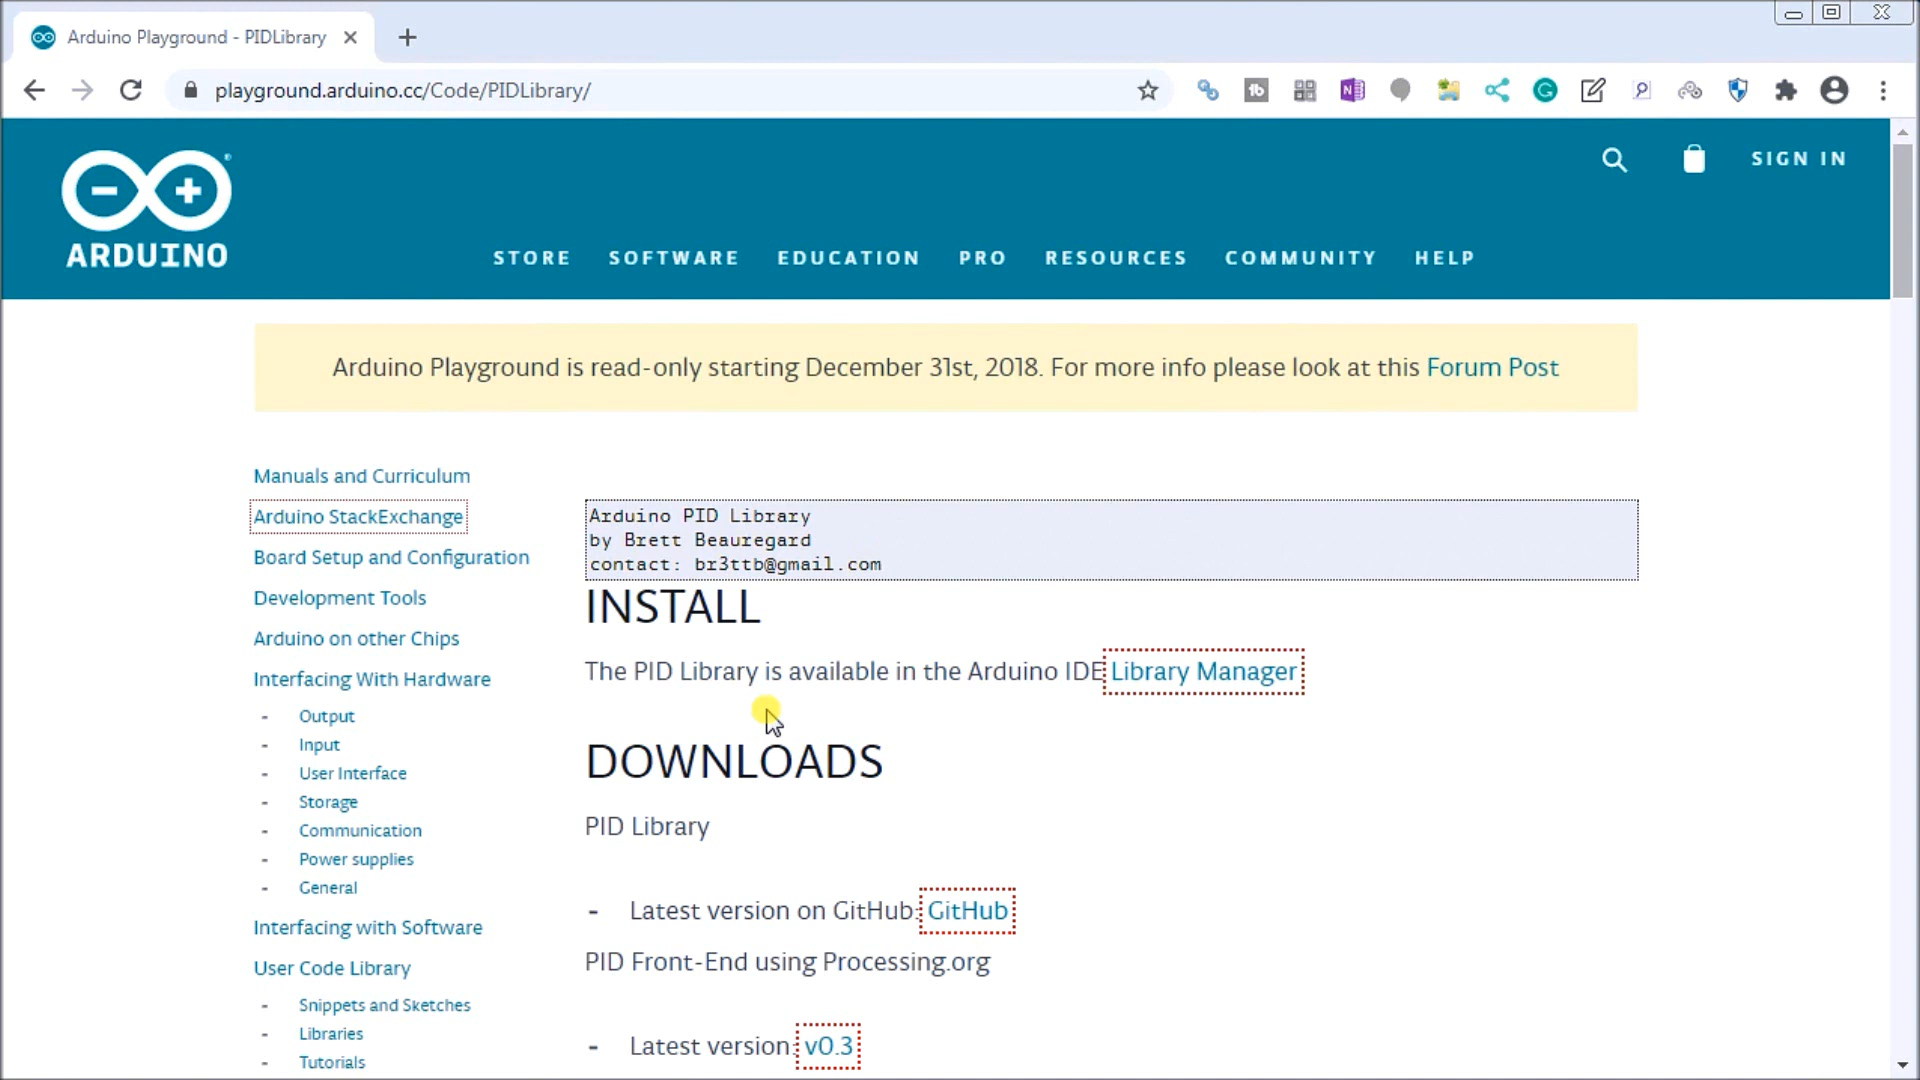 Arduino Playground - PIDLibrary
playground.arduino.cc/Code/PIDLibrary/
SIGN IN
ARDUINO
STORE SOFTWARE EDUCATION PRO RESOURCES COMMUNITY HELP
Arduino Playground is read-only starting December 31st, 2018. For more info please look at this Forum Post
Manuals and Curriculum
Arduino StackExchange
Board Setup and Configuration
Development Tools
Arduino on other Chips
Interfacing With Hardware
- Output
- Input
- User Interface
- Storage
- Communication
- Power supplies
- General
Interfacing with Software
User Code Library
- Snippets and Sketches
- Libraries
- Tutorials
Arduino PID Library
by Brett Beauregard
contact: br3ttb@gmail.com
INSTALL
The PID Library is available in the Arduino IDE Library Manager
DOWNLOADS
PID Library
- Latest version on GitHub: GitHub
PID Front-End using Processing.org
- Latest version: v0.3